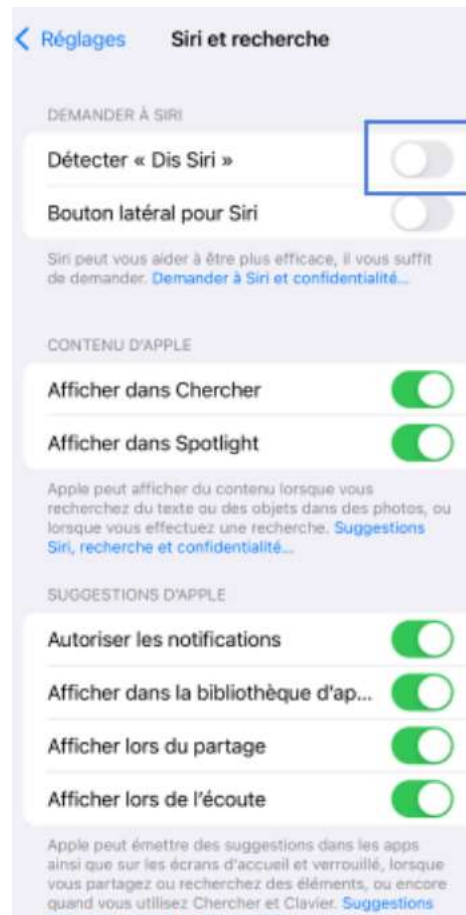 Réglages Siri et recherche
DEMANDER À SIRI
Détecter « Dis Siri »
Bouton latéral pour Siri
Siri peut vous aider à être plus efficace, il vous suffit
de demander. Demander à Siri et confidentialité...
CONTENU D'APPLE
Afficher dans Chercher
Afficher dans Spotlight
Apple peut afficher du contenu lorsque vous
recherchez du texte ou des objets dans des photos, ou
lorsque vous effectuez une recherche. Suggestions
Siri, recherche et confidentialité...
SUGGESTIONS D'APPLE
Autoriser les notifications
Afficher dans la bibliothèque d'ap...
Afficher lors du partage
Afficher lors de l'écoute
Apple peut émettre des suggestions dans les apps
ainsi que sur les écrans d'accueil et verrouillé, lorsque
vous partagez ou recherchez des éléments, ou encore
quand vous utilisez Chercher et Clavier. Suggestions